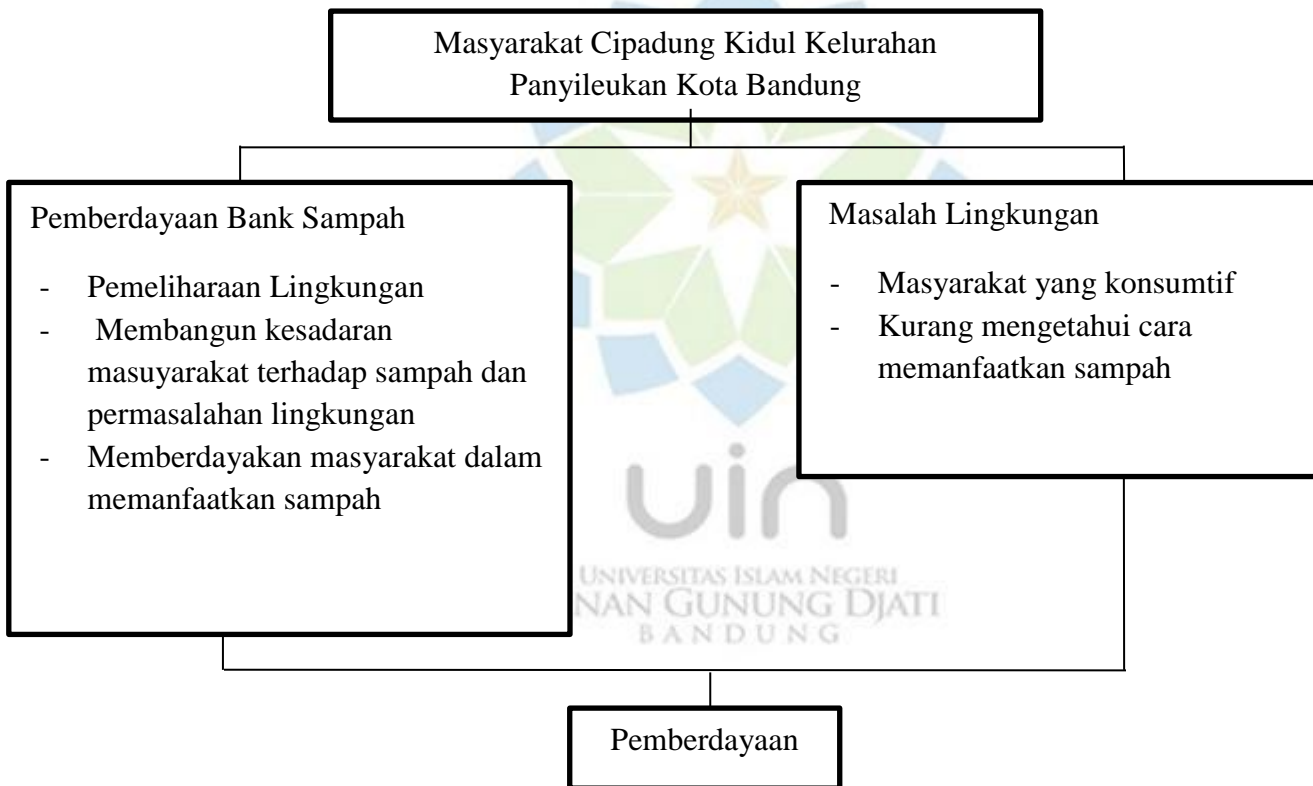 Masyarakat Cipadung Kidul Kelurahan
Panyileukan Kota Bandung
Pemberdayaan Bank Sampah
- Pemeliharaan Lingkungan
- Membangun kesadaran
masuyarakat terhadap sampah dan
permasalahan lingkungan
- Memberdayakan masyarakat dalam
memanfaatkan sampah
Masalah Lingkungan
- Masyarakat yang konsumtif
- Kurang mengetahui cara
memanfaatkan sampah
uin
UNIVERSITAS ISLAM NEGERI
NAN GUNUNG DJATI
BANDUNG
Pemberdayaan